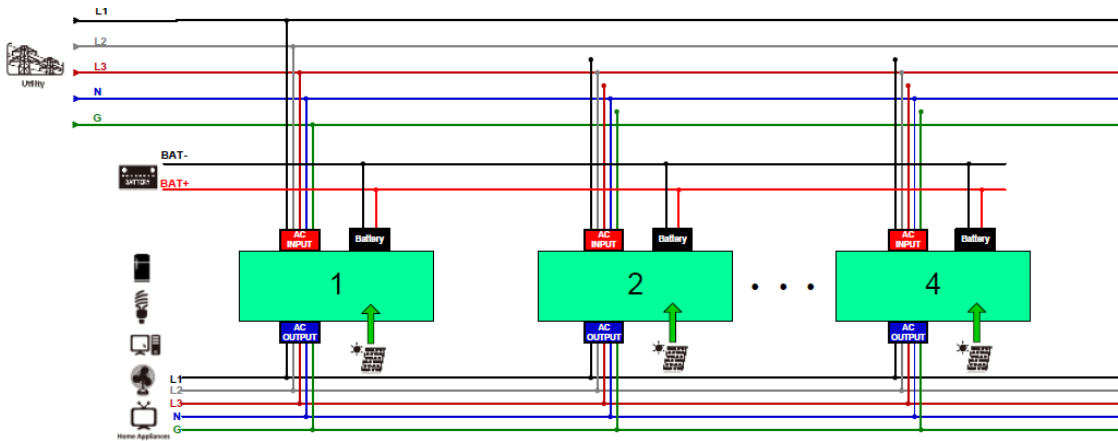 L1
L2
Utility
L3
N
G
BAT-
BATTERY
BAT+
AC INPUT
Battery
AC INPUT
Battery
AC INPUT
Battery
1
2
• • •
4
AC OUTPUT
AC OUTPUT
AC OUTPUT
L1
L2
L3
N
G
Home Appliances